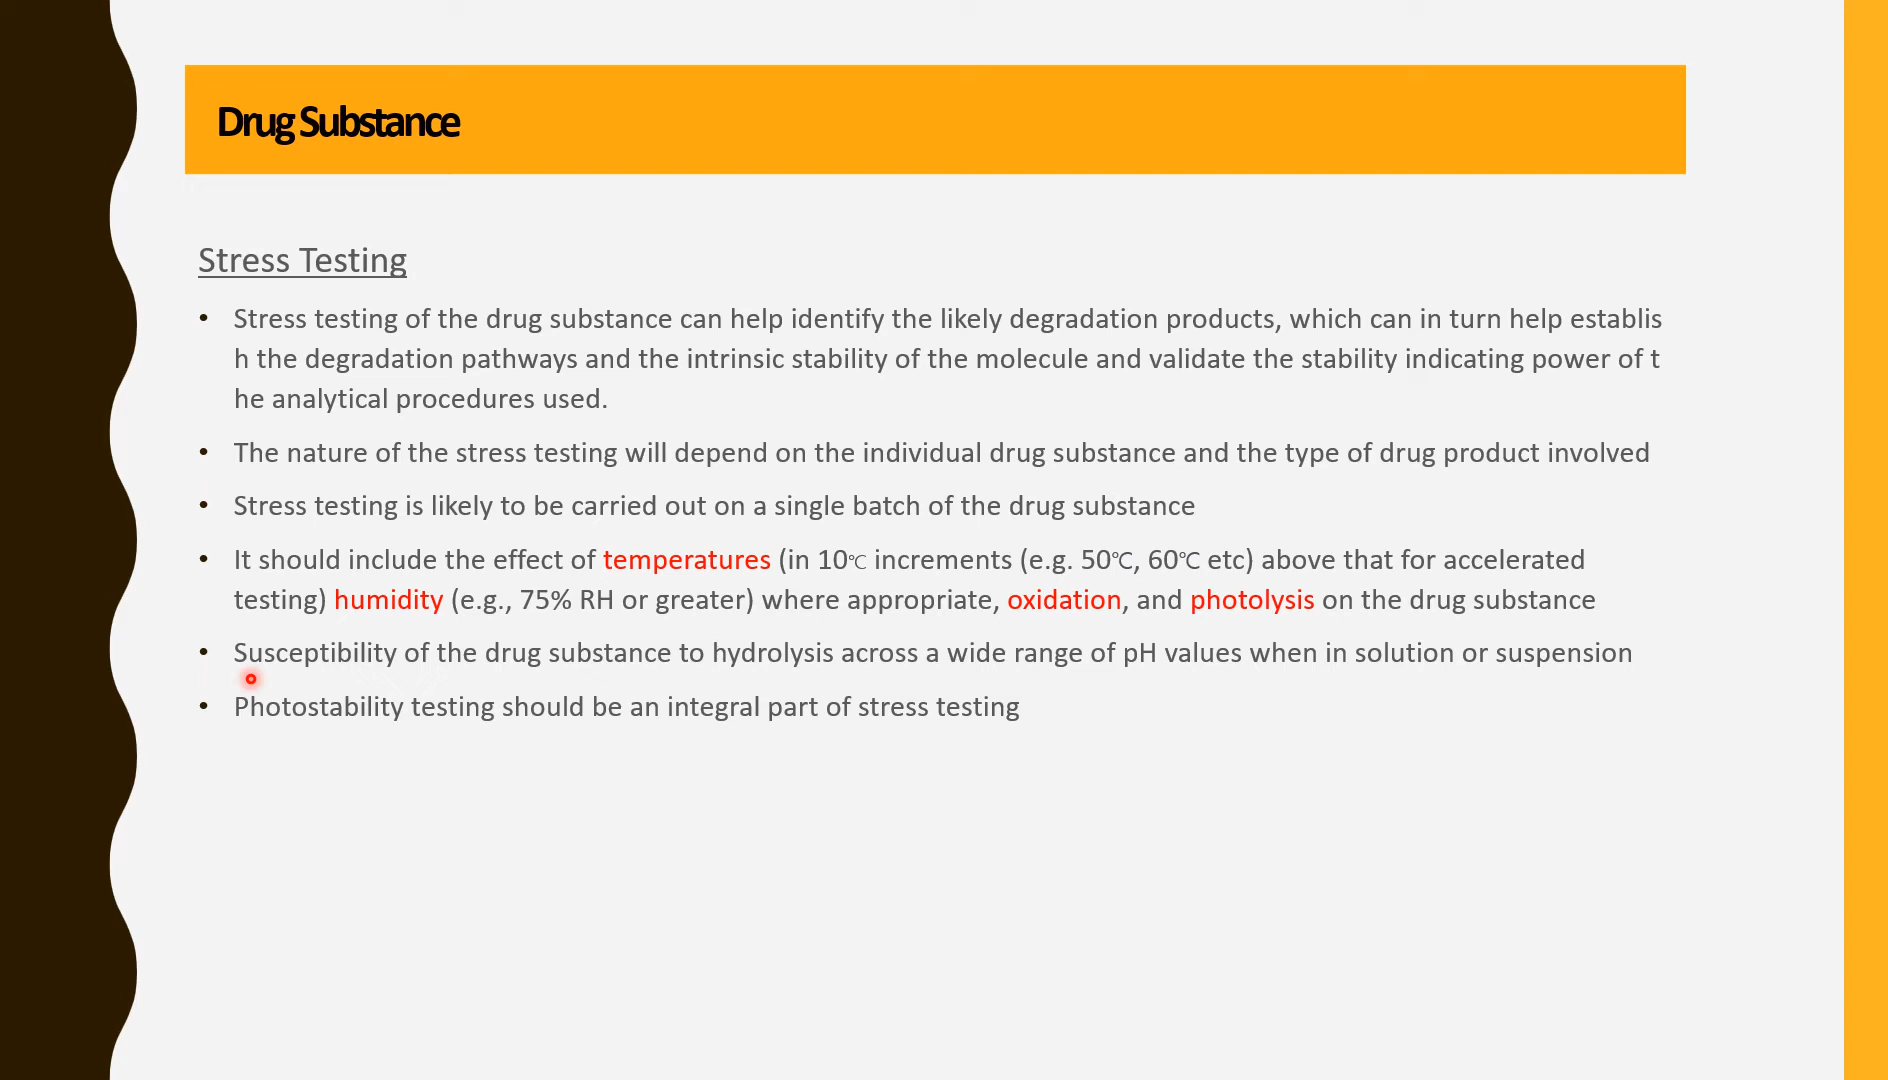 Drug Substance
Stress Testing
• Stress testing of the drug substance can help identify the likely degradation products, which can in turn help establis
h the degradation pathways and the intrinsic stability of the molecule and validate the stability indicating power of t
he analytical procedures used.
• The nature of the stress testing will depend on the individual drug substance and the type of drug product involved
• Stress testing is likely to be carried out on a single batch of the drug substance
• It should include the effect of temperatures (in 10℃ increments (e.g. 50℃, 60℃ etc) above that for accelerated
testing) humidity (e.g., 75% RH or greater) where appropriate, oxidation, and photolysis on the drug substance
• Susceptibility of the drug substance to hydrolysis across a wide range of pH values when in solution or suspension
• Photostability testing should be an integral part of stress testing